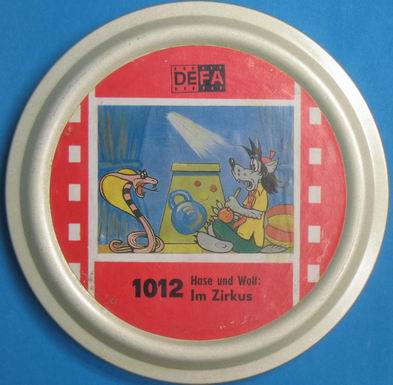 DEFA
1012 Hase und Wolf:
Im Zirkus